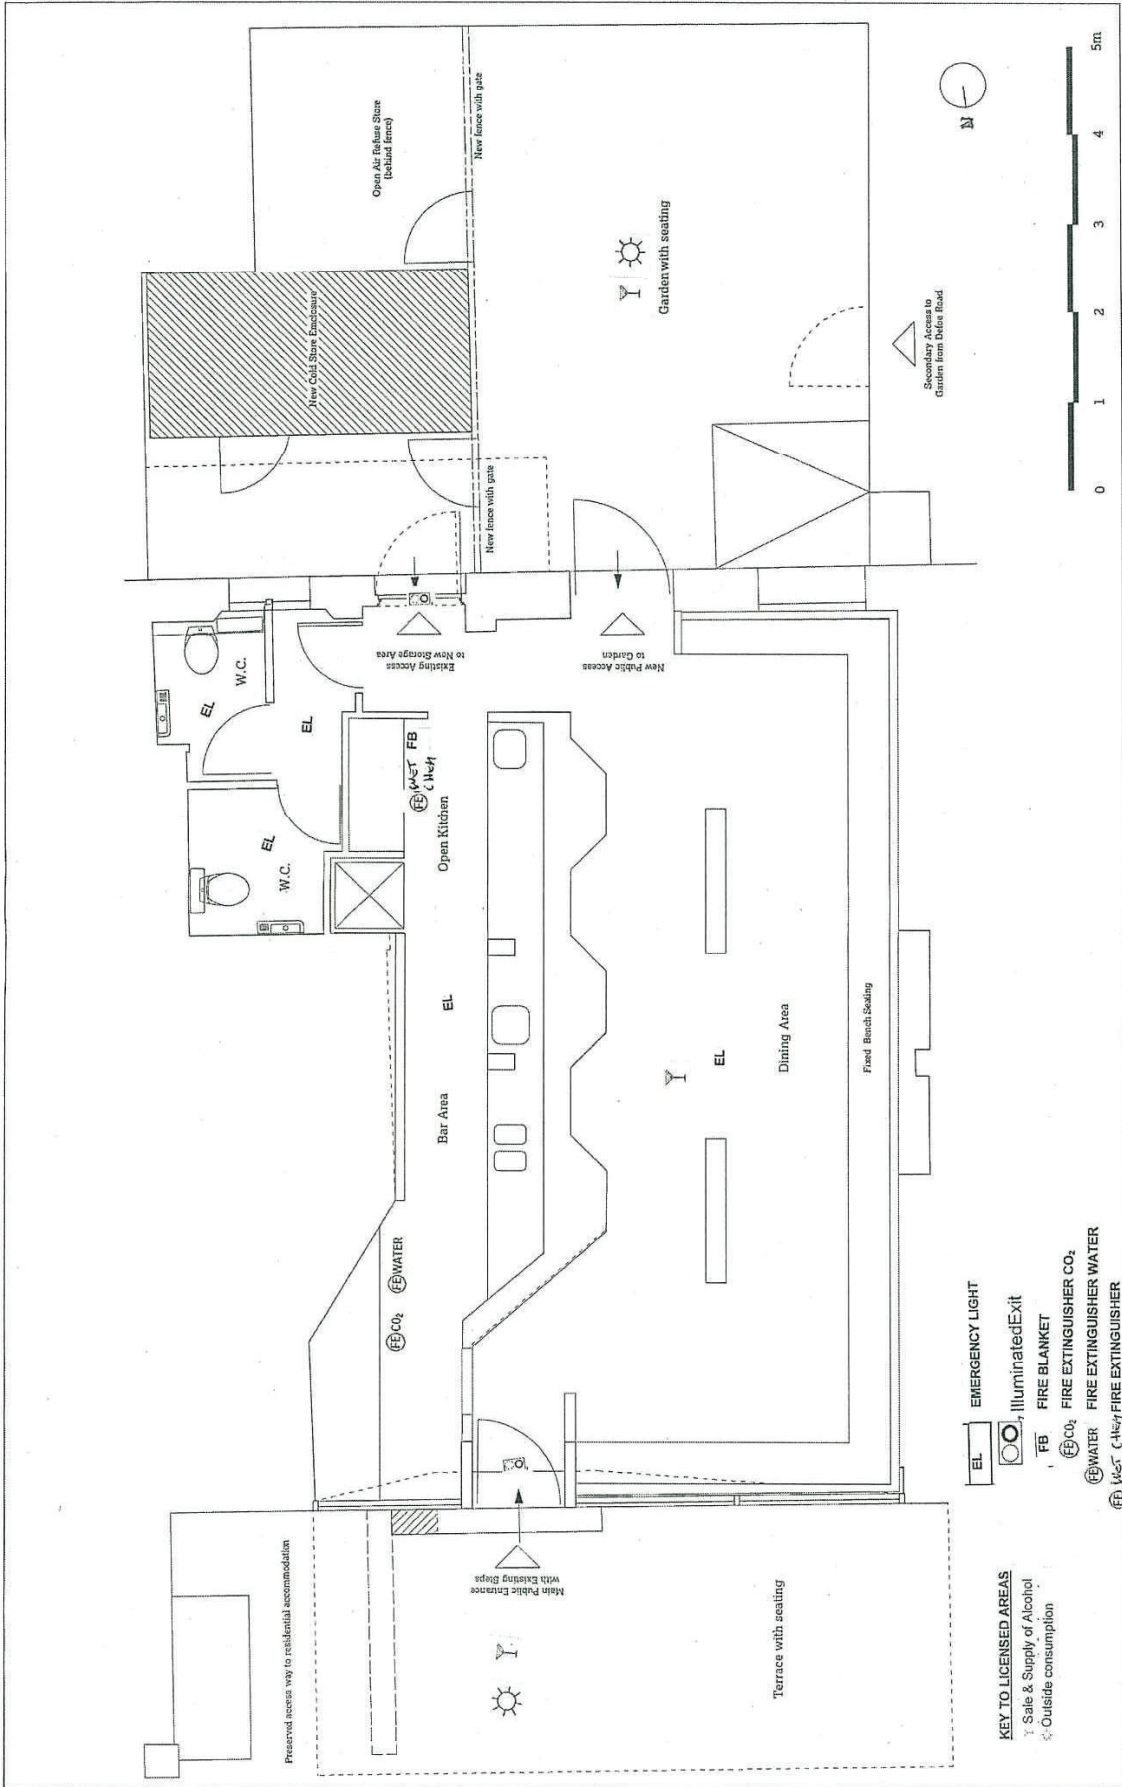 Open Air Refuse Store
(behind fence)
New fence with gate
New Cold Store Enclosure
Garden with seating
N
Secondary Access to
Garden from Defoe Road
0 1 2 3 4 5m
New fence with gate
Existing Access
to New Storage Area
New Public Access
to Garden
W.C.
EL
EL
EL
W.C.
FE WET
CHEM
FB
Open Kitchen
EL
Bar Area
EL
Dining Area
Fixed Bench Seating
FE WATER
FE CO₂
Main Public Entrance
with Existing Steps
Preserved access way to residential accommodation
Terrace with seating
KEY TO LICENSED AREAS
Sale & Supply of Alcohol
Outside consumption
EL EMERGENCY LIGHT
IlluminatedExit
FB FIRE BLANKET
FE CO₂ FIRE EXTINGUISHER CO₂
FE WATER FIRE EXTINGUISHER WATER
FE WET CHEM FIRE EXTINGUISHER